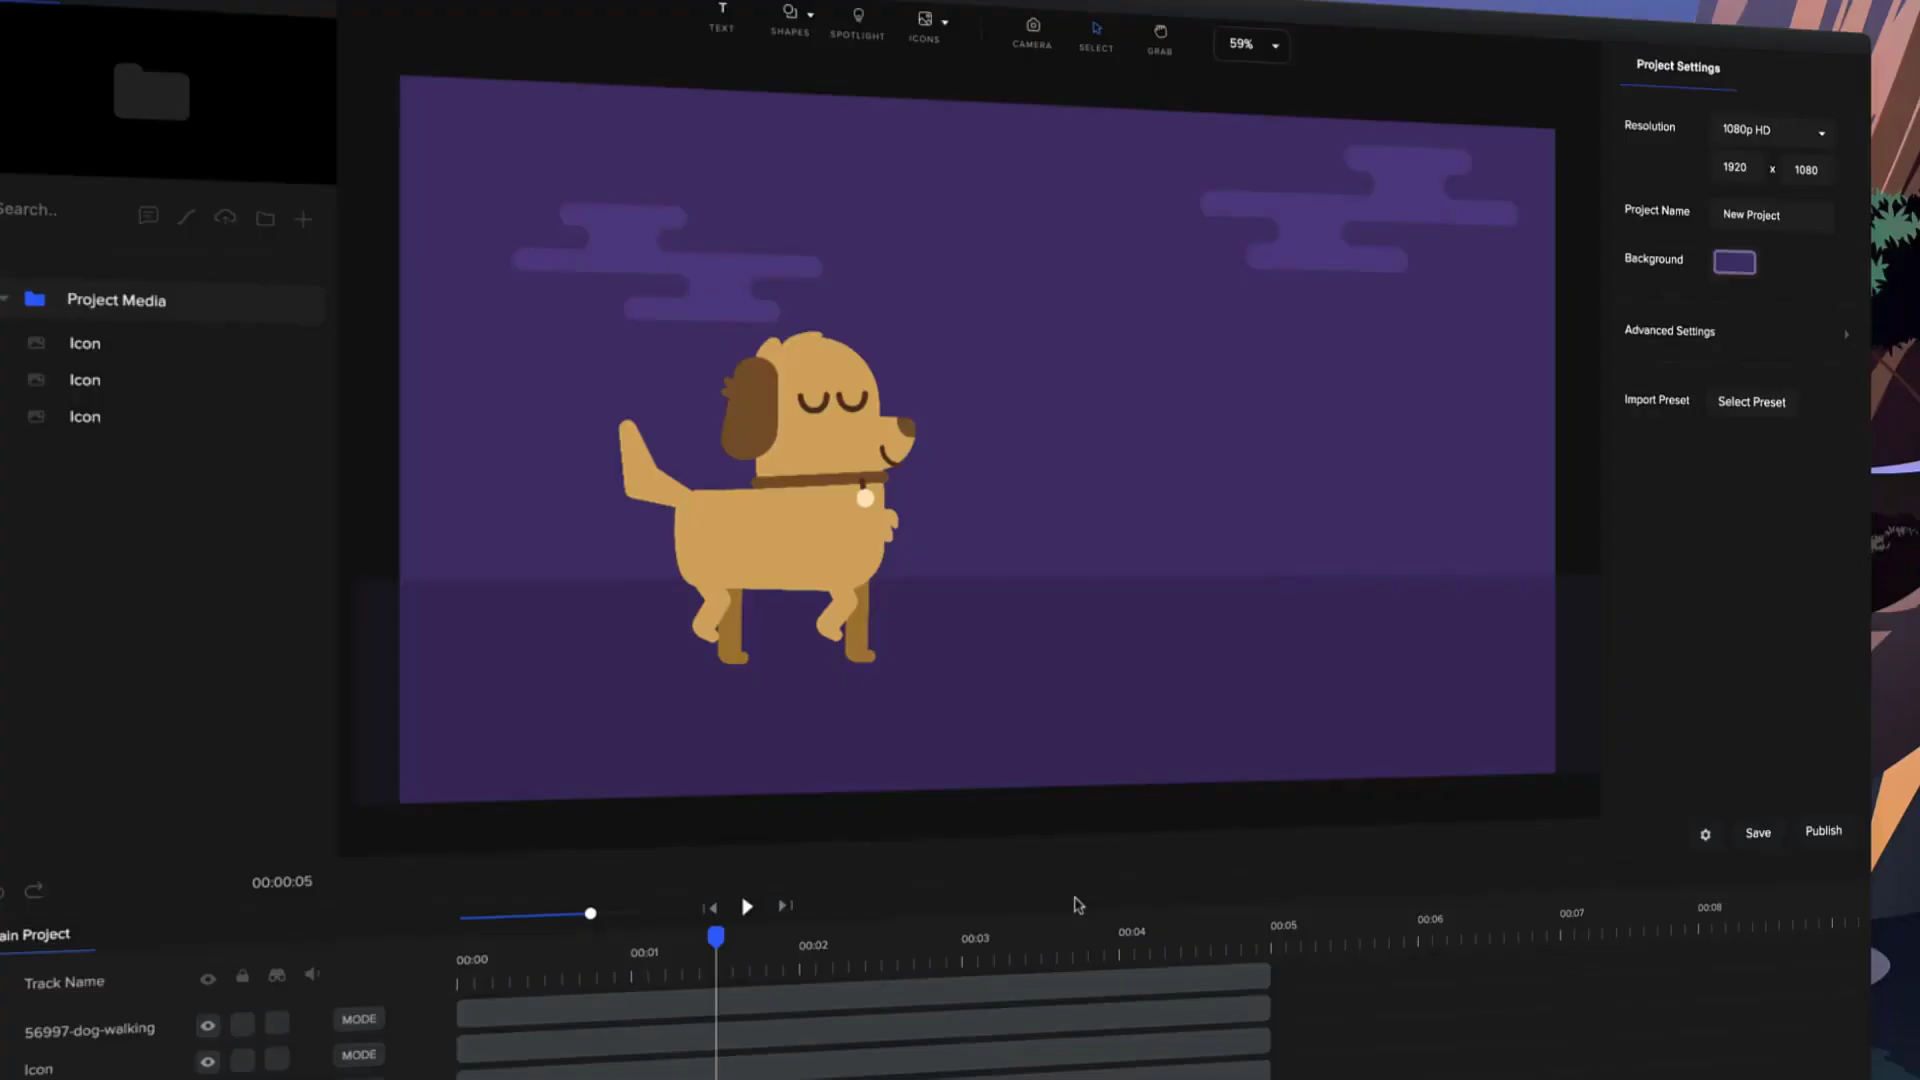 TEXT
SHAPES
SPOTLIGHT
ICONS
CAMERA
SELECT
GRAB
59%
Project Settings
Resolution
1080p HD
1920 x 1080
Project Name
New Project
Background
Advanced Settings
Import Preset
Select Preset
Search..
Project Media
Icon
Icon
Icon
Save
Publish
00:00:05
ain Project
00:00
00:01
00:02
00:03
00:04
00:05
00:06
00:07
00:08
Track Name
56997-dog-walking
MODE
Icon
MODE